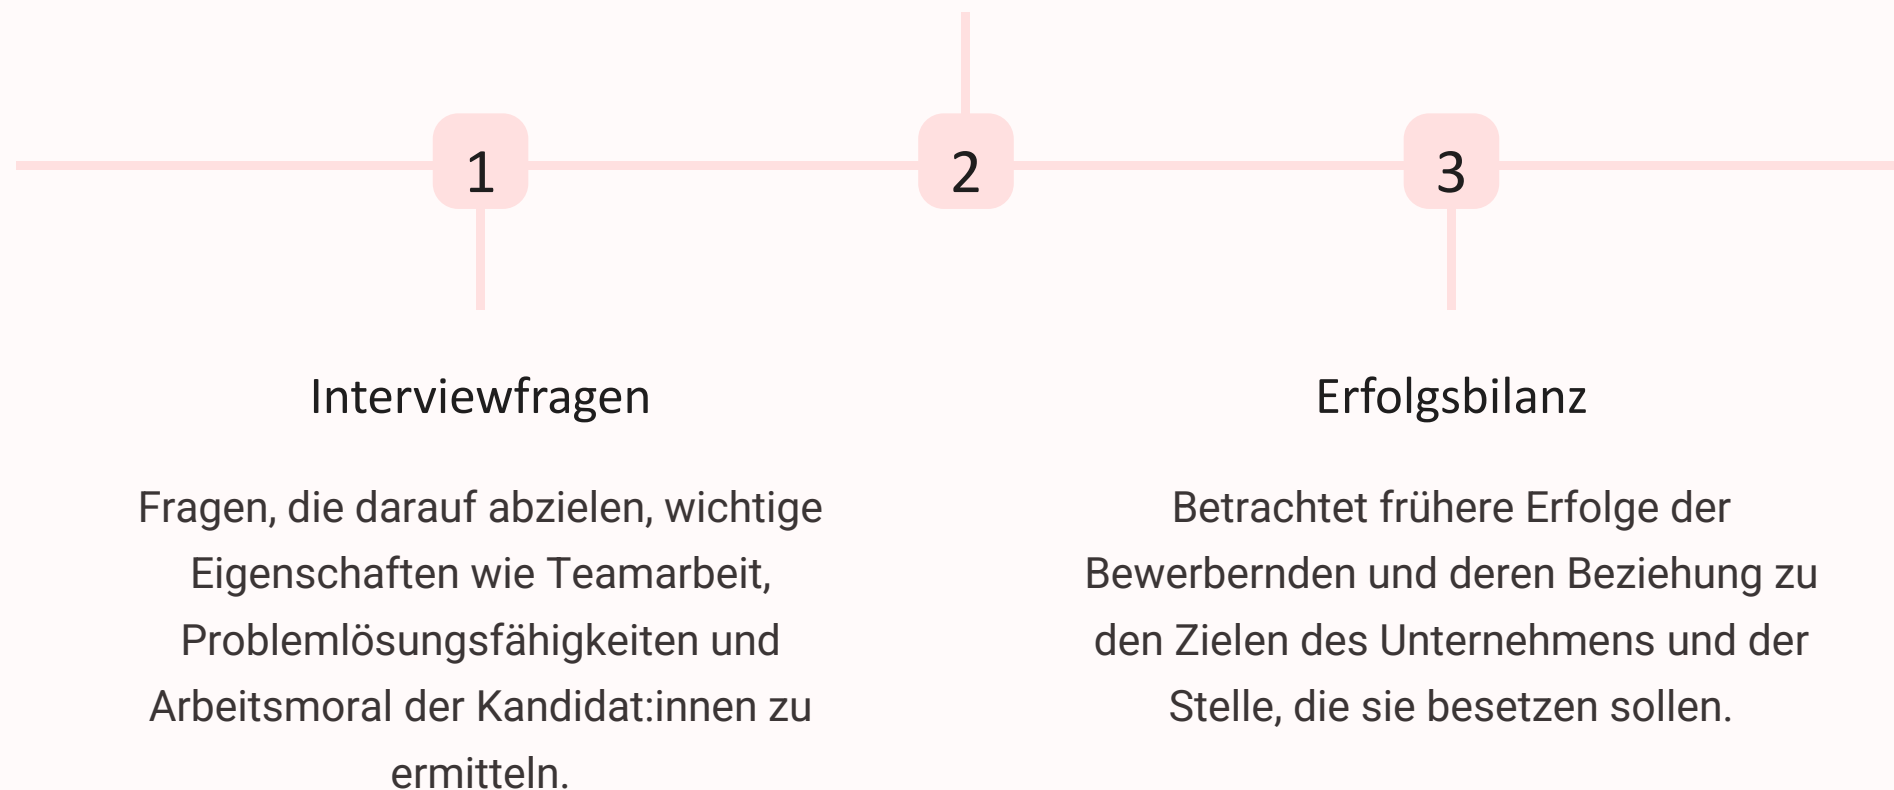 1
2
3
Interviewfragen
Fragen, die darauf abzielen, wichtige
Eigenschaften wie Teamarbeit,
Problemlösungsfähigkeiten und
Arbeitsmoral der Kandidat:innen zu
ermitteln.
Erfolgsbilanz
Betrachtet frühere Erfolge der
Bewerbernden und deren Beziehung zu
den Zielen des Unternehmens und der
Stelle, die sie besetzen sollen.